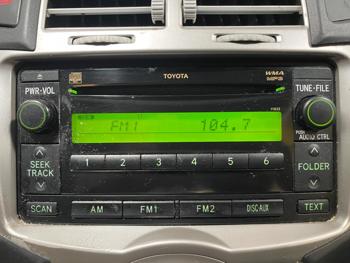 TOYOTA
WMA
MP3
PWR·VOL
TUNE·FILE
FM1 104.7
PUSH
AUDIO CTRL
1 2 3 4 5 6
SEEK
TRACK
FOLDER
SCAN
AM FM1 FM2 DISC·AUX
TEXT